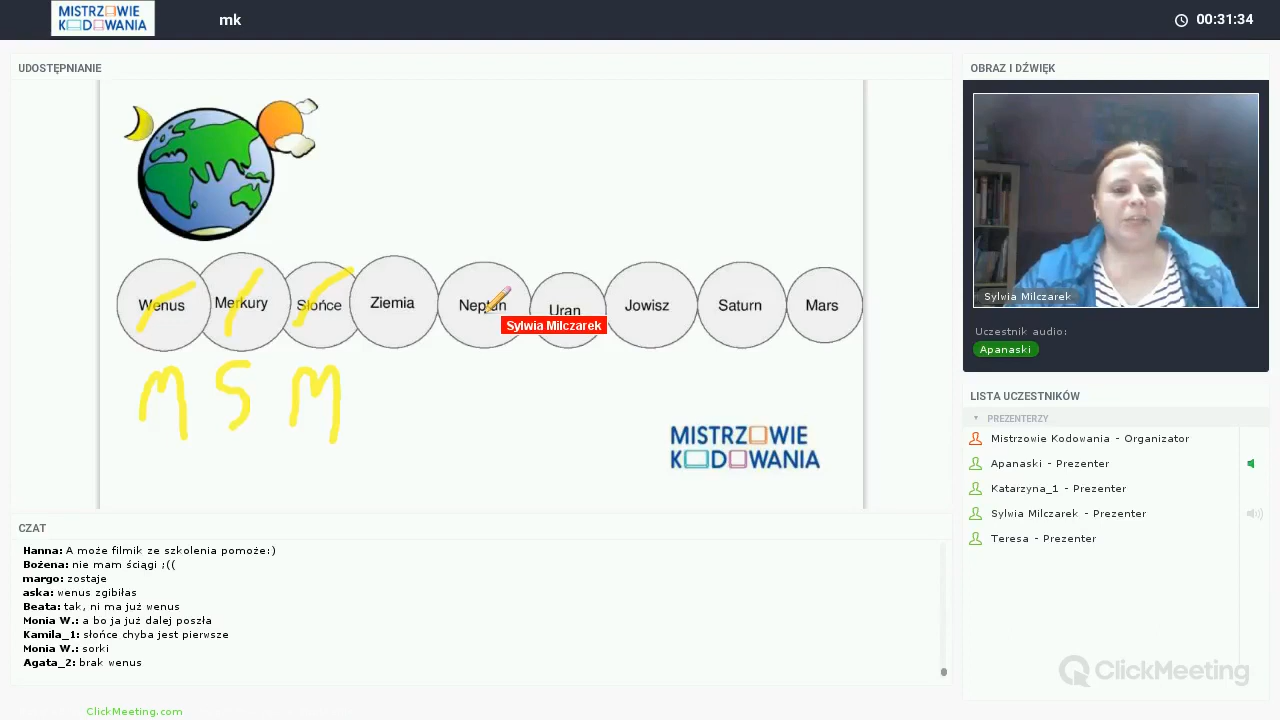 MISTRZOWIE
KODOWANIA
mk
00:31:34
UDOSTĘPNIANIE
Wenus
Merkury
Słońce
Ziemia
Neptun
Uran
Jowisz
Saturn
Mars
Sylwia Milczarek
M S M
MISTRZOWIE
KODOWANIA
CZAT
Hanna: A może filmik ze szkolenia pomoże:)
Bożena: nie mam ściągi ;((
margo: zostaje
aska: wenus zgibiłas
Beata: tak, ni ma już wenus
Monia W.: a bo ja już dalej poszła
Kamila_1: słońce chyba jest pierwsze
Monia W.: sorki
Agata_2: brak wenus
ClickMeeting.com
OBRAZ I DŹWIĘK
Sylwia Milczarek
Uczestnik audio:
Apanaski
LISTA UCZESTNIKÓW
PREZENTERZY
Mistrzowie Kodowania - Organizator
Apanaski - Prezenter
Katarzyna_1 - Prezenter
Sylwia Milczarek - Prezenter
Teresa - Prezenter
ClickMeeting